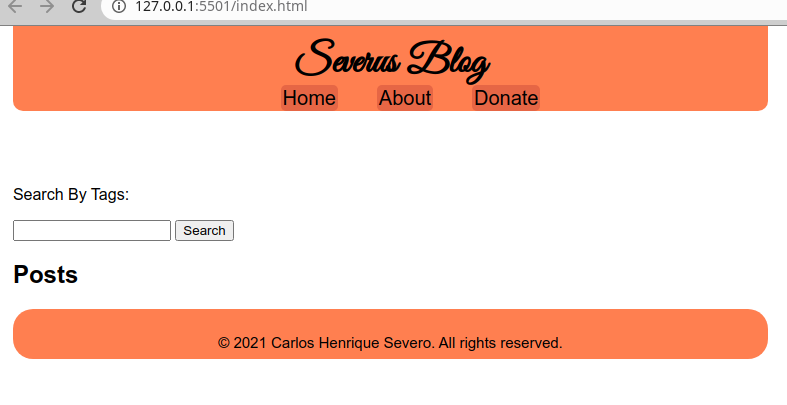 127.0.0.1:5501/index.html
Severus Blog
Home About Donate
Search By Tags:
Search
Posts
© 2021 Carlos Henrique Severo. All rights reserved.